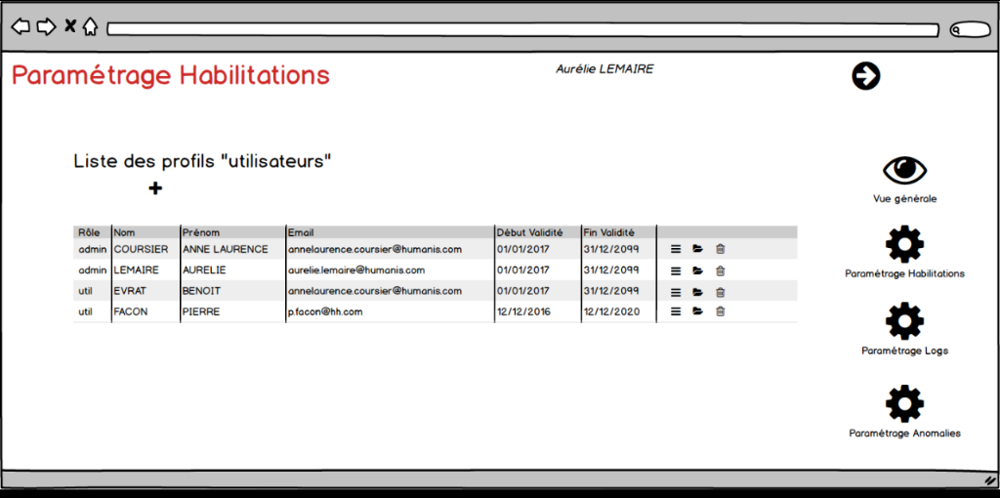 Paramétrage Habilitations
Aurélie LEMAIRE
Liste des profils "utilisateurs"
Vue générale
Rôle Nom Prénom Email Début Validité Fin Validité
admin COURSIER ANNE LAURENCE annelaurence.coursier@humanis.com 01/01/2017 31/12/2099
admin LEMAIRE AURELIE aurelie.lemaire@humanis.com 01/01/2017 31/12/2099
util EVRAT BENOIT annelaurence.coursier@humanis.com 01/01/2017 31/12/2099
util FACON PIERRE p.facon@hh.com 12/12/2016 12/12/2020
Paramétrage Habilitations
Paramétrage Logs
Paramétrage Anomalies